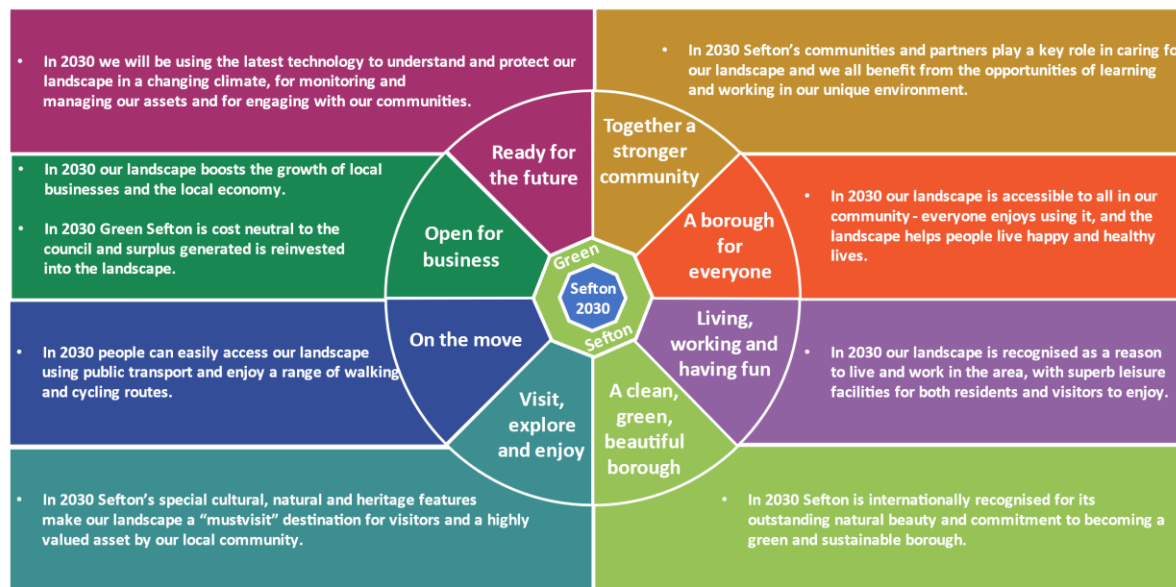 • In 2030 we will be using the latest technology to understand and protect our
landscape in a changing climate, for monitoring and
managing our assets and for engaging with our communities.
• In 2030 Sefton's communities and partners play a key role in caring fo
our landscape and we all benefit from the opportunities of learning
and working in our unique environment.
Ready for
the future
Together a
stronger
community
• In 2030 our landscape boosts the growth of local
businesses and the local economy.
• In 2030 Green Sefton is cost neutral to the
council and surplus generated is reinvested
into the landscape.
Open for
business
A borough
for
everyone
• In 2030 our landscape is accessible to all in our
community - everyone enjoys using it, and the
landscape helps people live happy and healthy
lives.
Green
Sefton
2030
Sefton
• In 2030 people can easily access our landscape
using public transport and enjoy a range of walking
and cycling routes.
On the move
Living,
working and
having fun
• In 2030 our landscape is recognised as a reason
to live and work in the area, with superb leisure
facilities for both residents and visitors to enjoy.
Visit,
explore
and enjoy
A clean,
green,
beautiful
borough
• In 2030 Sefton's special cultural, natural and heritage features
make our landscape a “mustvisit” destination for visitors and a highly
valued asset by our local community.
• In 2030 Sefton is internationally recognised for its
outstanding natural beauty and commitment to becoming a
green and sustainable borough.